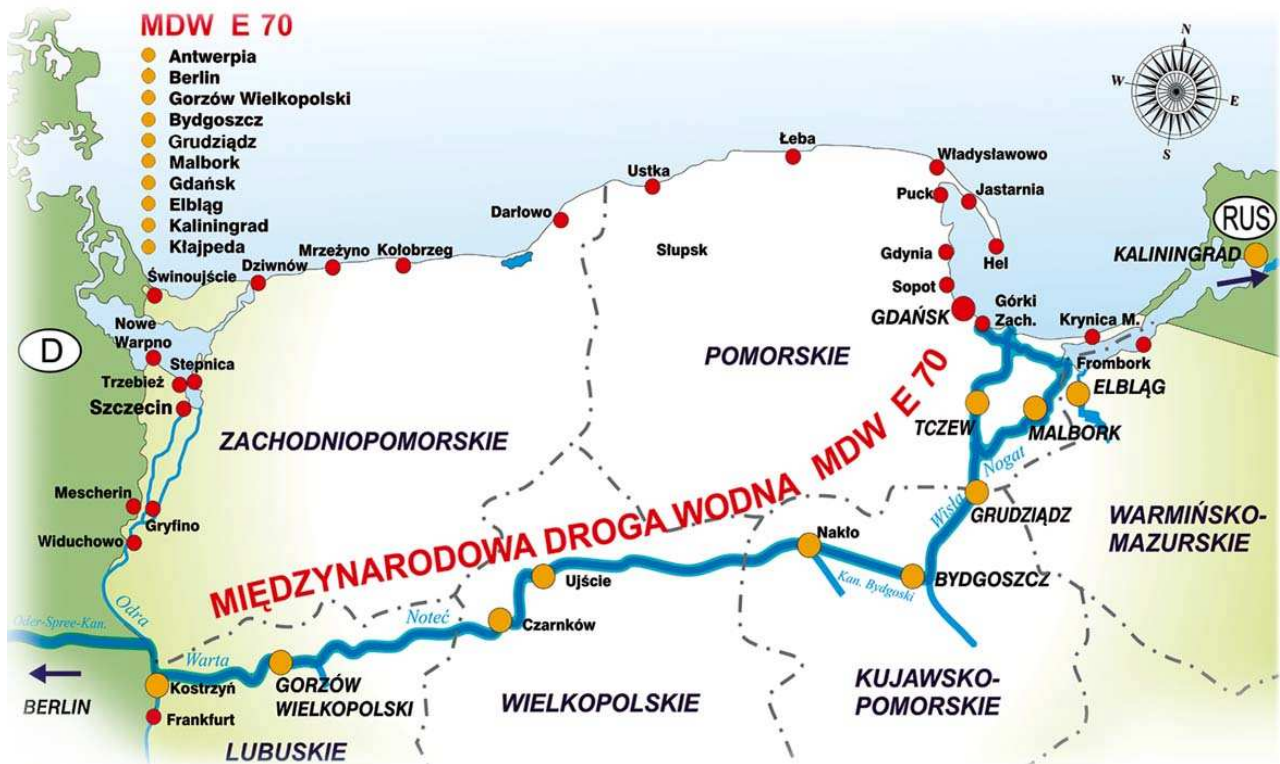 MDW E 70
Antwerpia
Berlin
Gorzów Wielkopolski
Bydgoszcz
Grudziądz
Malbork
Gdańsk
Elbląg
Kaliningrad
Kłajpeda
N
W
E
S
Świnoujście
Dziwnów
Mrzeżyno
Kołobrzeg
Darłowo
Ustka
Łeba
Władysławowo
Puck
Jastarnia
Słupsk
Gdynia
Hel
Sopot
GDAŃSK
Górki
Zach.
Krynica M.
RUS
KALININGRAD
Frombork
ELBLĄG
D
Nowe
Warpno
Stepnica
Trzebież
Szczecin
ZACHODNIOPOMORSKIE
POMORSKIE
TCZEW
MALBORK
Nogat
Wisła
GRUDZIĄDZ
WARMIŃSKO-
MAZURSKIE
Mescherin
Gryfino
Widuchowo
MIĘDZYNARODOWA DROGA WODNA MDW E 70
Nakło
Kan. Bydgoski
BYDGOSZCZ
Ujście
Czarnków
Noteć
Odra
Oder-Spree-Kan.
Warta
BERLIN
Kostrzyń
Frankfurt
GORZÓW
WIELKOPOLSKI
LUBUSKIE
WIELKOPOLSKIE
KUJAWSKO-
POMORSKIE